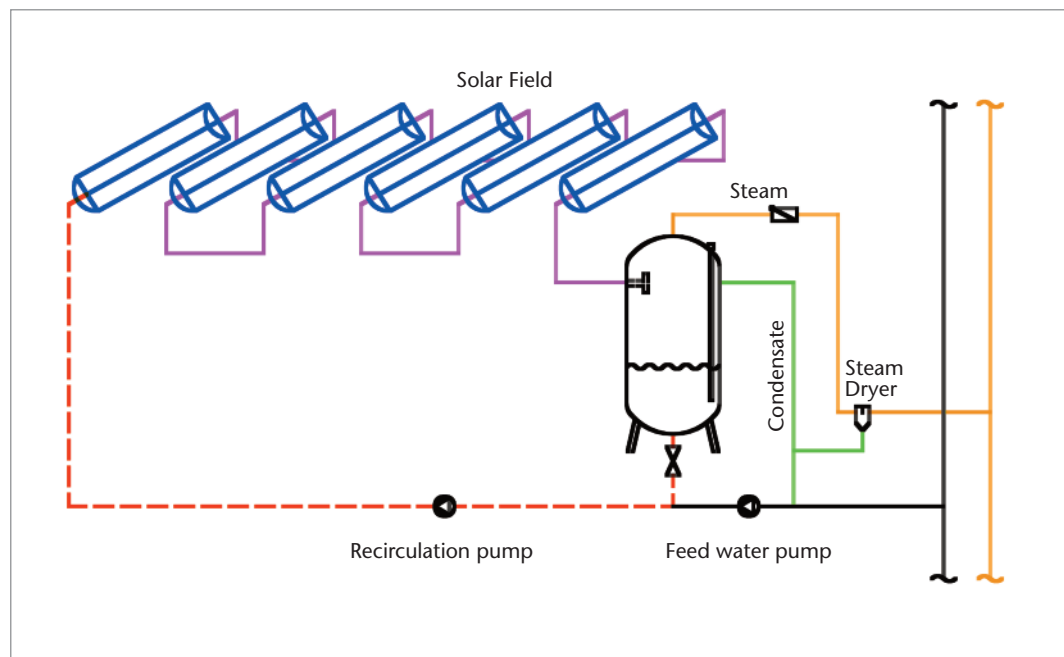 Solar Field
Steam
Condensate
Steam
Dryer
Recirculation pump
Feed water pump